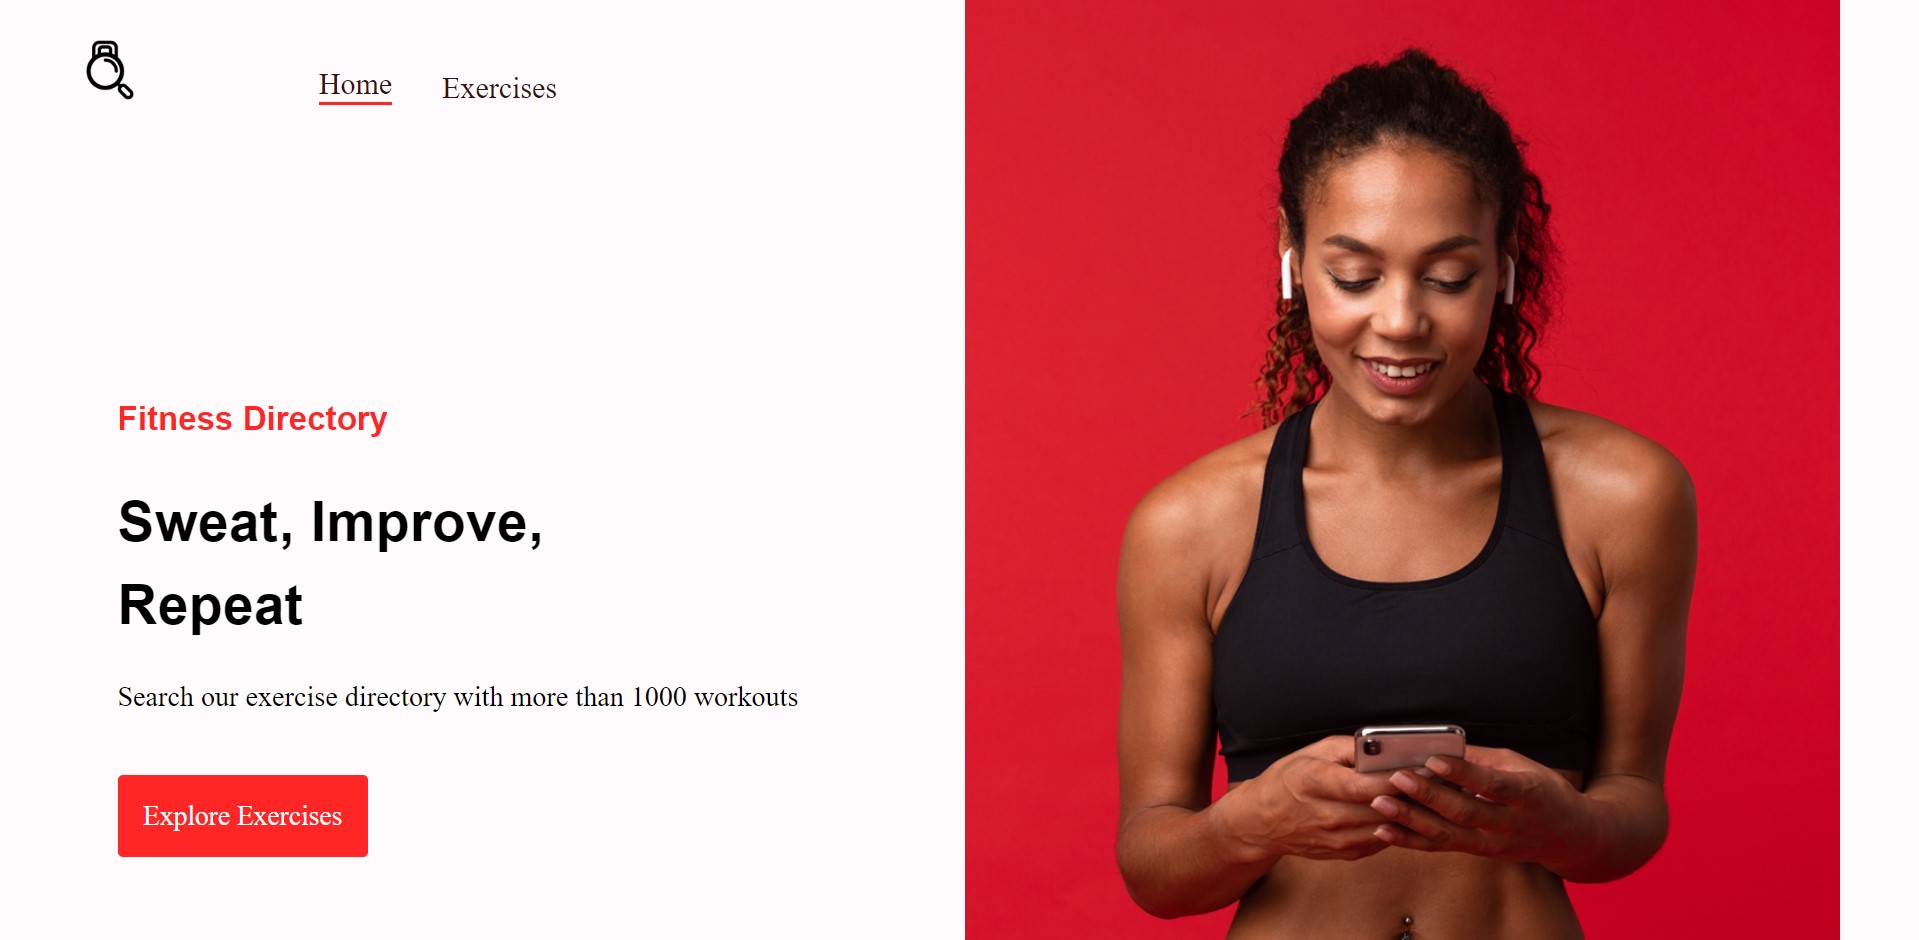 Home
Exercises
Fitness Directory
Sweat, Improve,
Repeat
Search our exercise directory with more than 1000 workouts
Explore Exercises